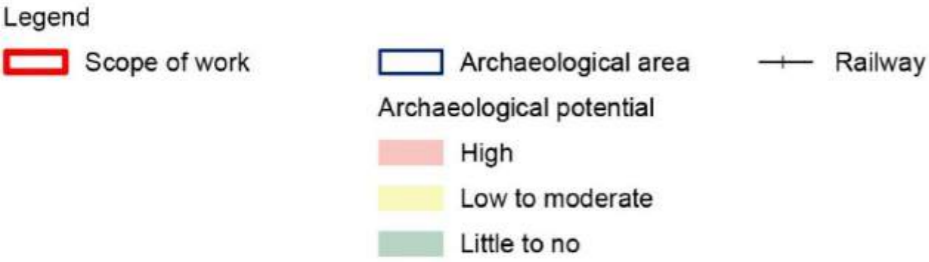 Legend
Scope of work
Archaeological area
Railway
Archaeological potential
High
Low to moderate
Little to no